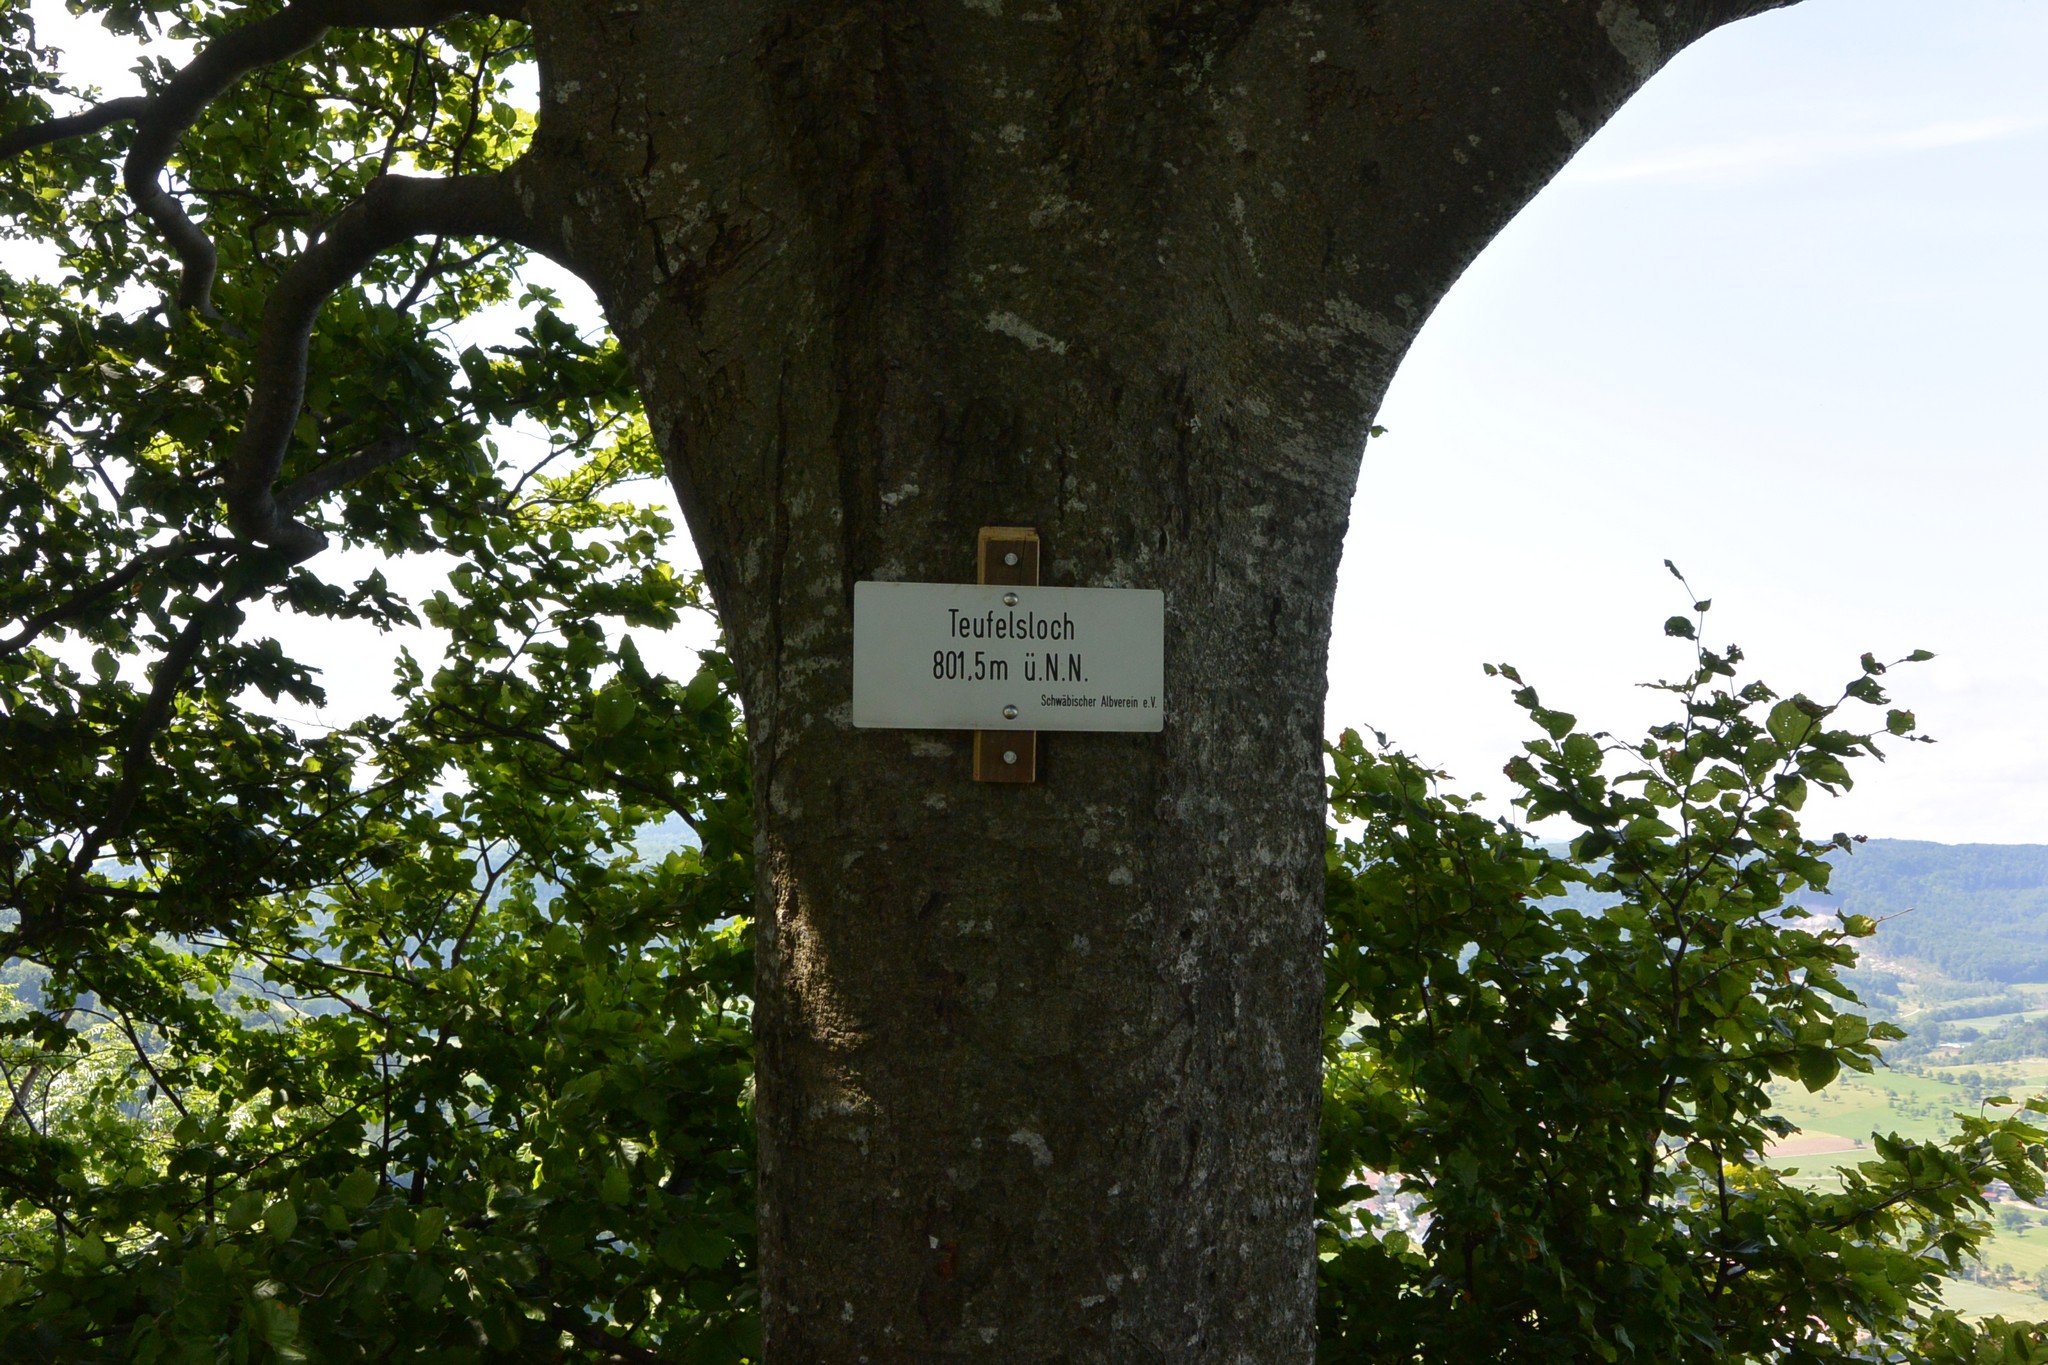 Teufelsloch
801,5m ü.N.N.
Schwäbischer Albverein e.V.